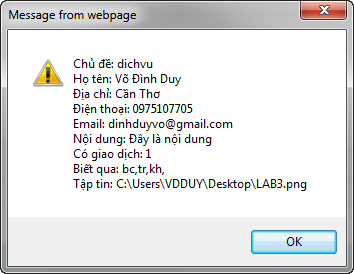 Message from webpage
Chủ đề: dichvu
Họ tên: Võ Đình Duy
Địa chỉ: Cần Thơ
Điện thoại: 0975107705
Email: dinhduyvo@gmail.com
Nội dung: Đây là nội dung
Có giao dịch: 1
Biết qua: bc,tr,kh,
Tập tin: C:\Users\VDDUY\Desktop\LAB3.png
OK